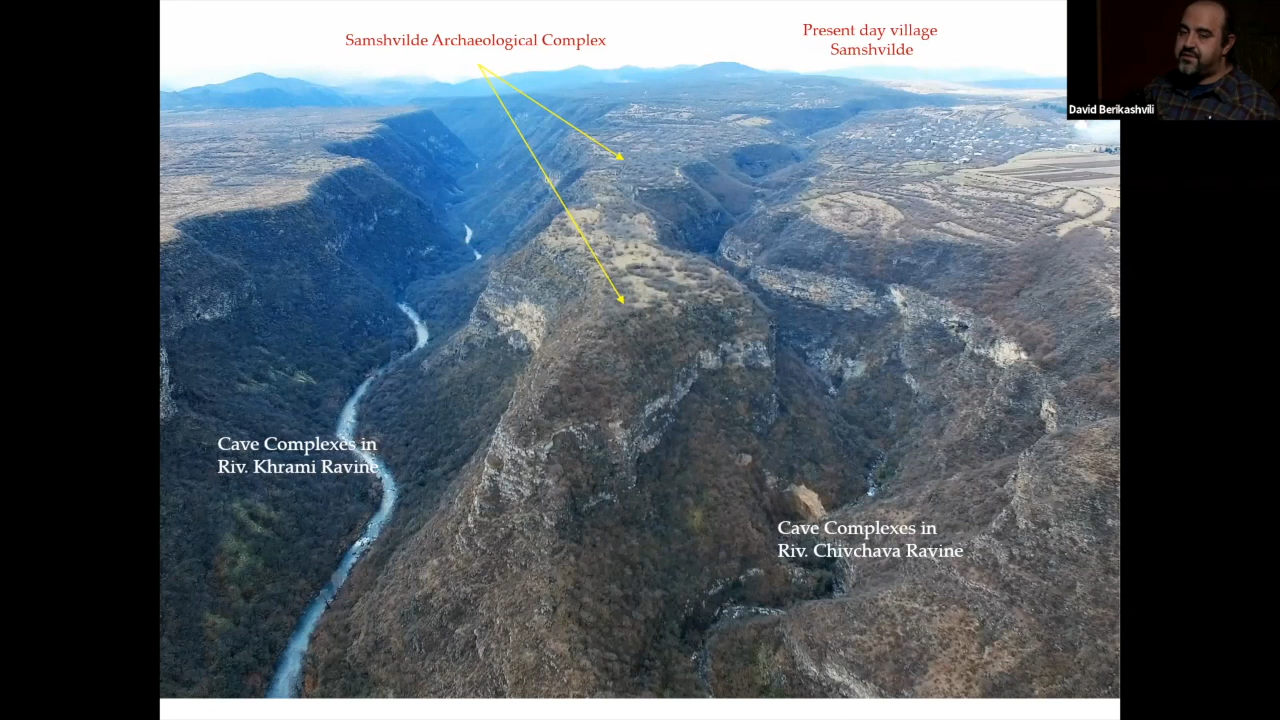 Samshvilde Archaeological Complex
Present day village
Samshvilde
David Berikashvili
Cave Complexes in
Riv. Khrami Ravine
Cave Complexes in
Riv. Chivchava Ravine